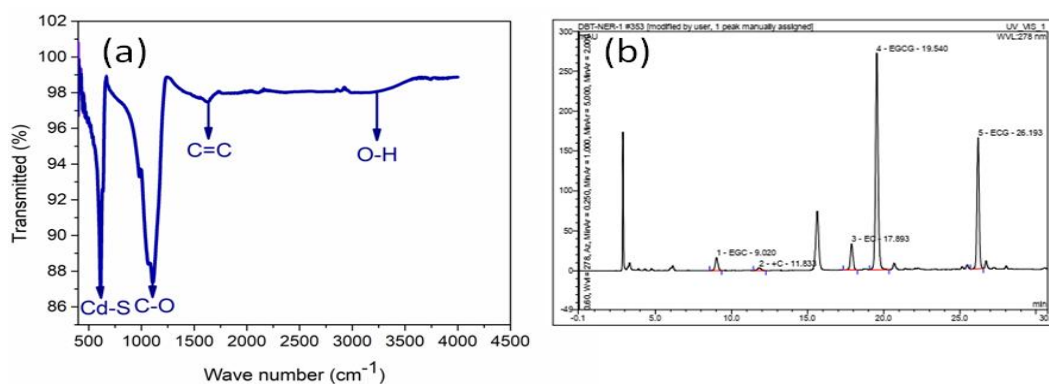 (a)
102
100
98
96
94
92
90
88
86
Transmitted (%)
Cd-S
C-O
C=C
O-H
500 1000 1500 2000 2500 3000 3500 4000 4500
Wave number (cm⁻¹)
(b)
DBT-NER-1 #353 [modified by user, 1 peak manually assigned]
UV_VIS_1
WVL:278 nm
300
200
150
100
50
0
-49
1 - EGC - 9.020
2 - +C - 11.833
3 - EC - 17.893
4 - EGCG - 19.540
5 - ECG - 26.193
-0.1 5.0 10.0 15.0 20.0 25.0 30
min